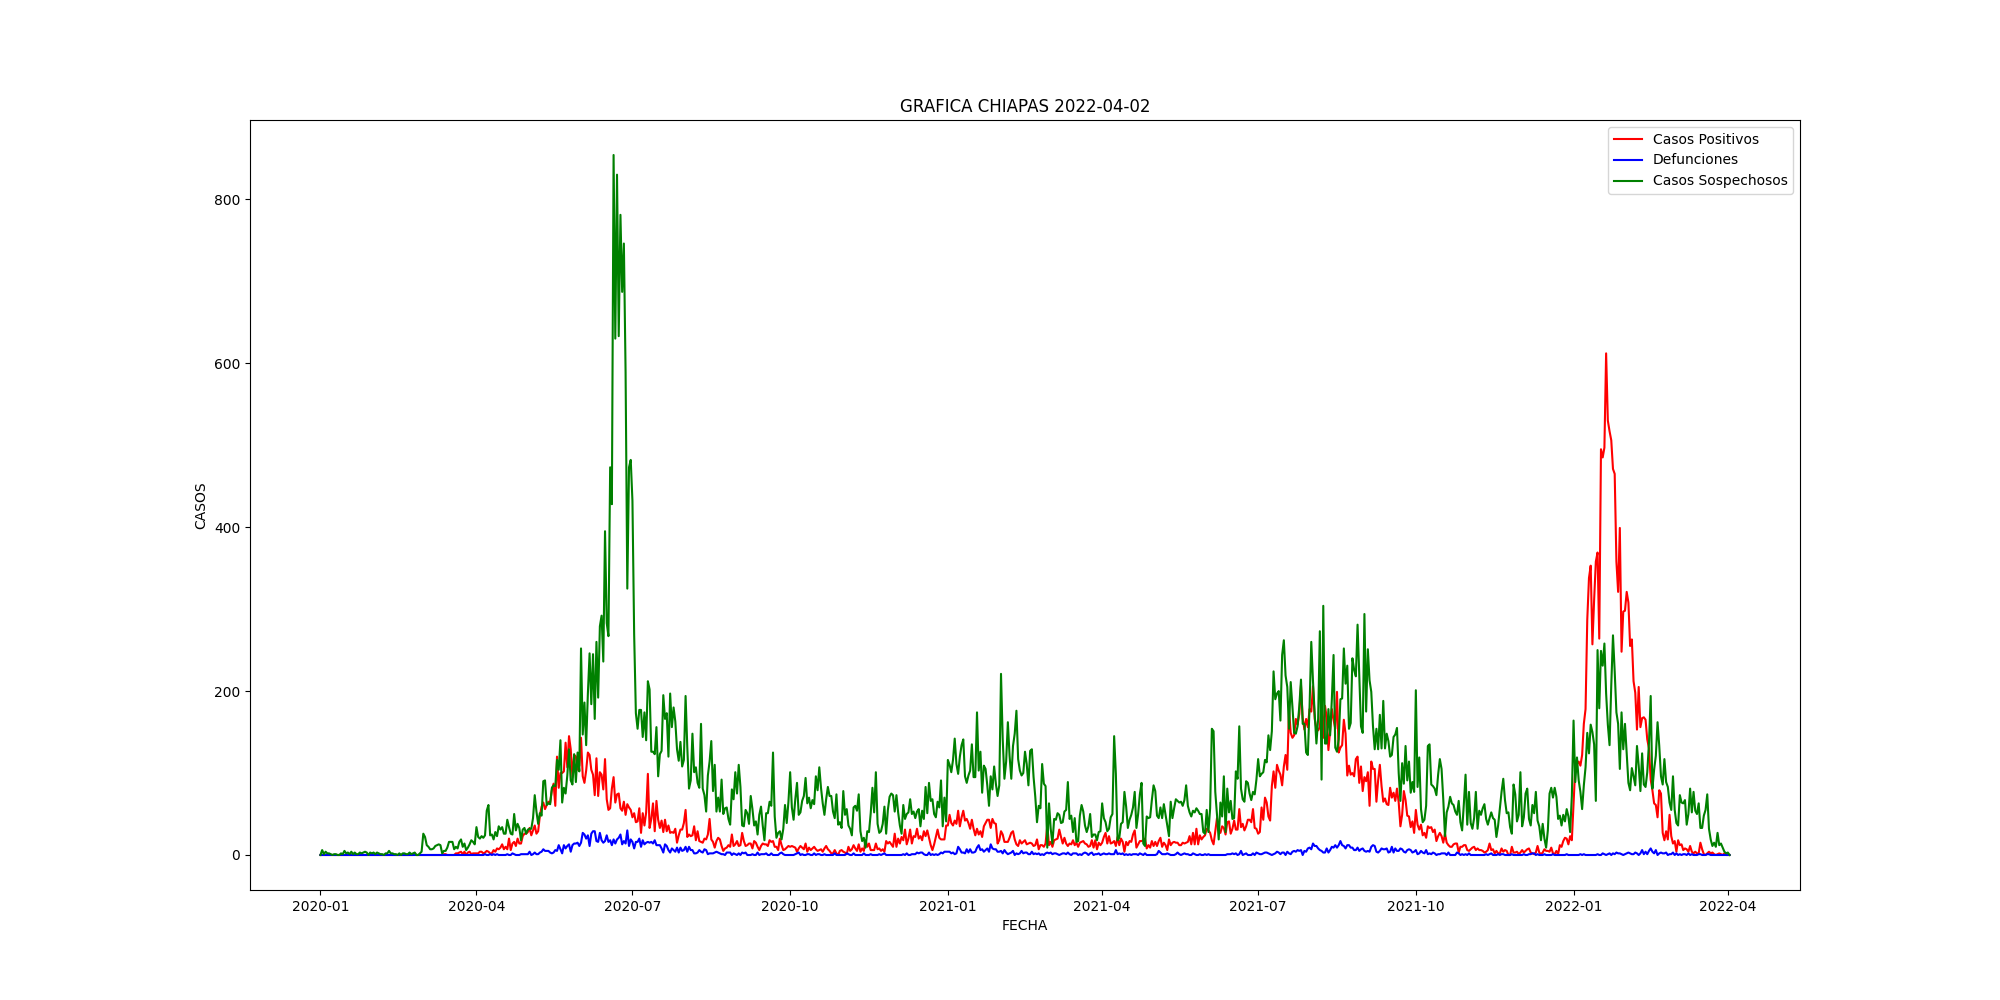 GRAFICA CHIAPAS 2022-04-02
Casos Positivos
Defunciones
Casos Sospechosos
CASOS
800
600
400
200
0
2020-01
2020-04
2020-07
2020-10
2021-01
2021-04
2021-07
2021-10
2022-01
2022-04
FECHA